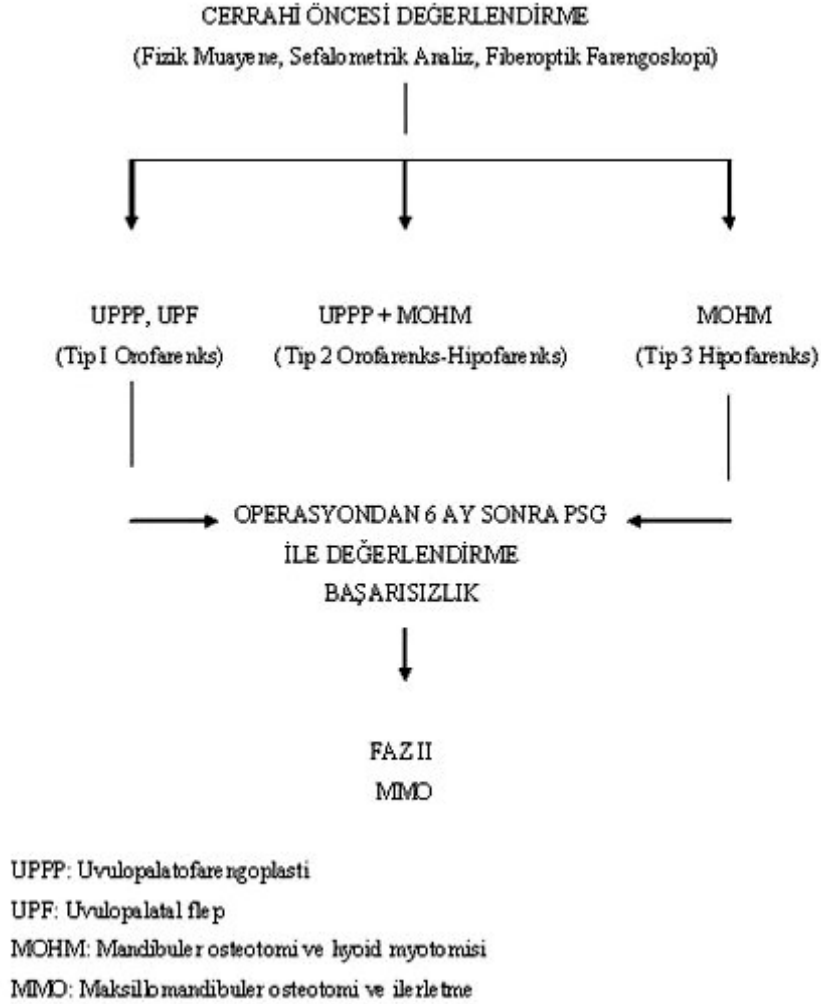 CERRAHİ ÖNCESİ DEĞERLENDİRME
(Fizik Muayene, Sefalometrik Analiz, Fiberoptik Farengoskopi)
UPPP, UPF
(Tip I Orofarenks)
UPPP + MOHM
(Tip 2 Orofarenks-Hipofarenks)
MOHM
(Tip 3 Hipofarenks)
OPERASYONDAN 6 AY SONRA PSG
İLE DEĞERLENDİRME
BAŞARISIZLIK
FAZ II
MMO
UPPP: Uvulopalatofarengoplasti
UPF: Uvulopalatal flep
MOHM: Mandibuler osteotomi ve hyoid myotomisi
MMO: Maksillomandibuler osteotomi ve ilerletme